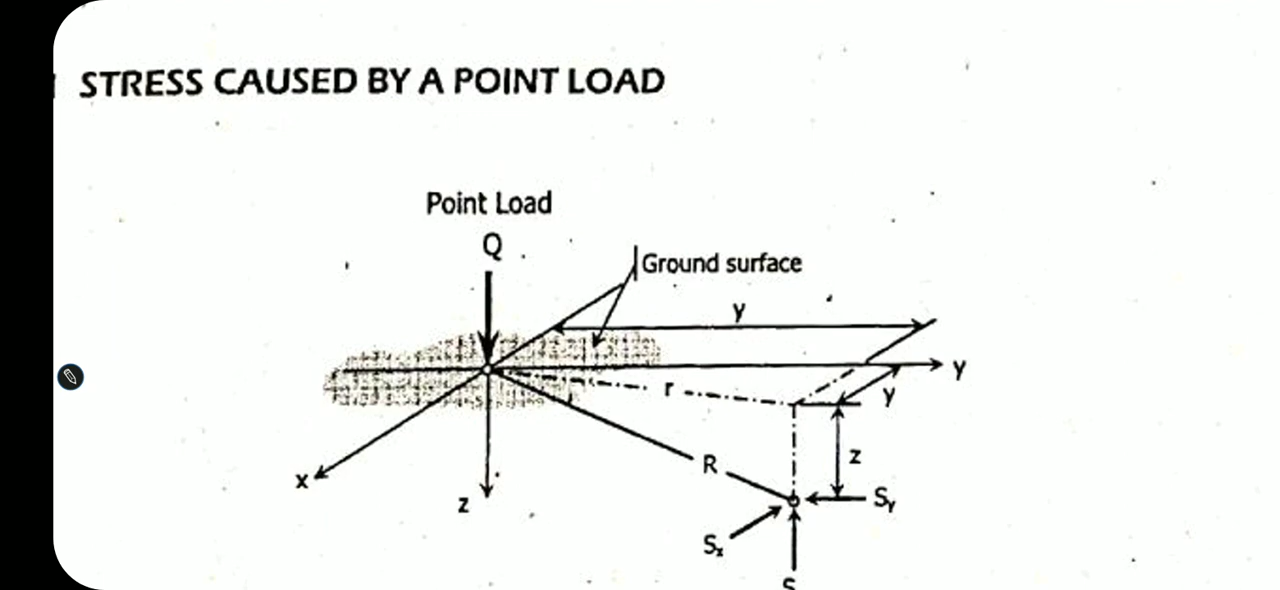 STRESS CAUSED BY A POINT LOAD
Point Load
Q
Ground surface
y
y
r
y
z
R
x
z
Sy
Sx
S